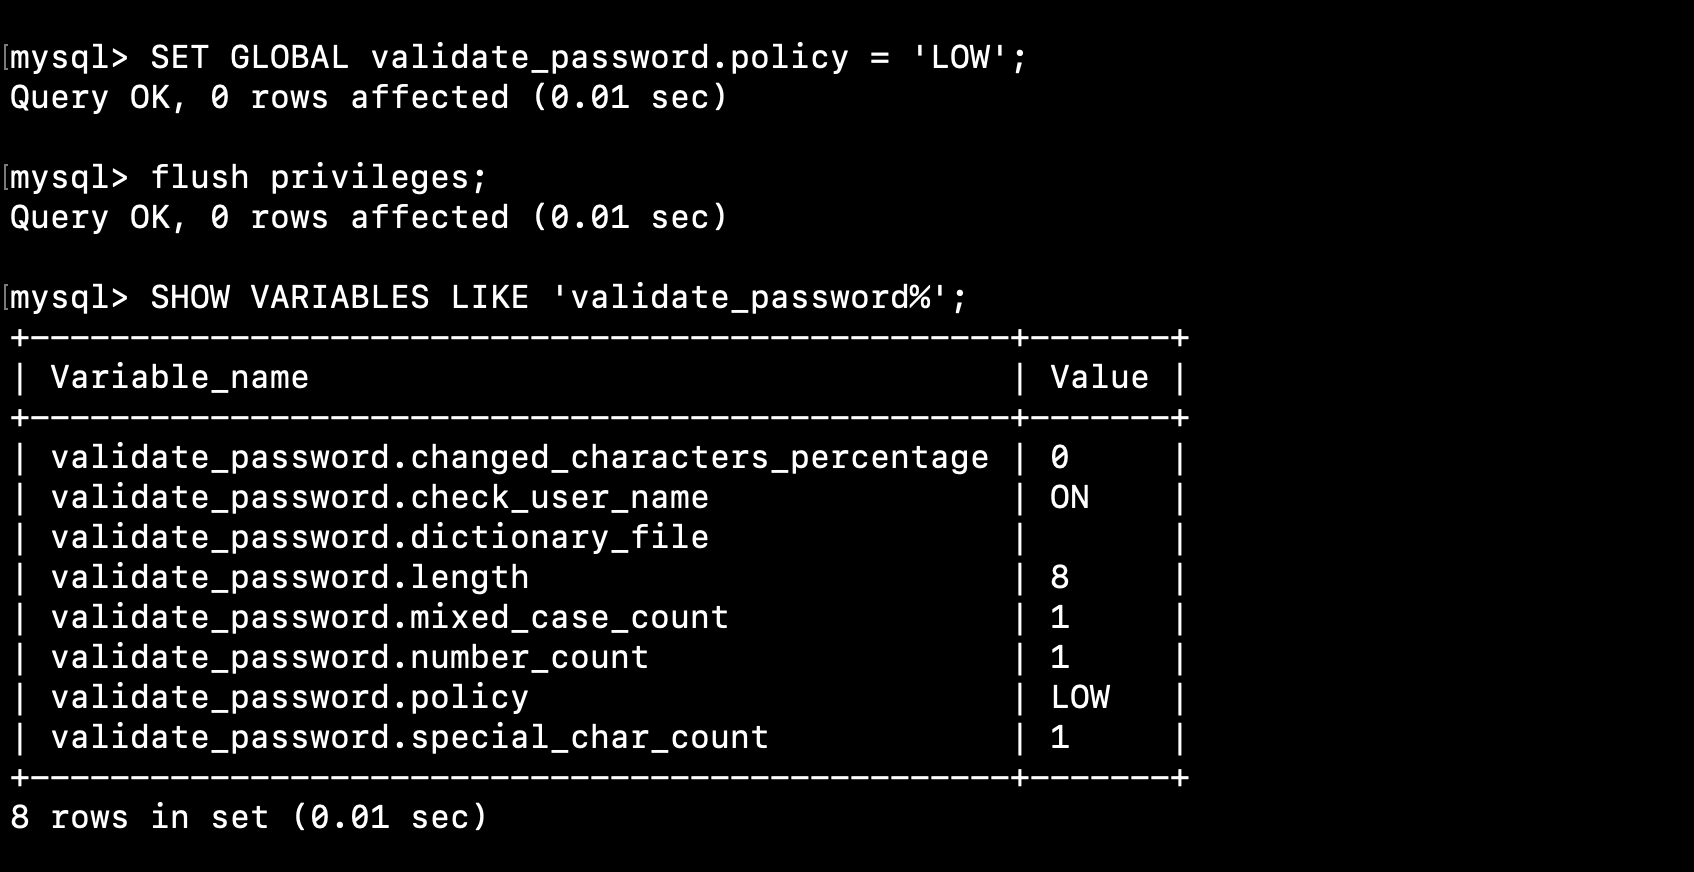 [mysql> SET GLOBAL validate_password.policy = 'LOW';
Query OK, 0 rows affected (0.01 sec)
[mysql> flush privileges;
Query OK, 0 rows affected (0.01 sec)
[mysql> SHOW VARIABLES LIKE 'validate_password%';
+-------------------------------------------------+-------+
| Variable_name                                   | Value |
+-------------------------------------------------+-------+
| validate_password.changed_characters_percentage | 0     |
| validate_password.check_user_name               | ON    |
| validate_password.dictionary_file               |       |
| validate_password.length                        | 8     |
| validate_password.mixed_case_count              | 1     |
| validate_password.number_count                  | 1     |
| validate_password.policy                        | LOW   |
| validate_password.special_char_count            | 1     |
+-------------------------------------------------+-------+
8 rows in set (0.01 sec)